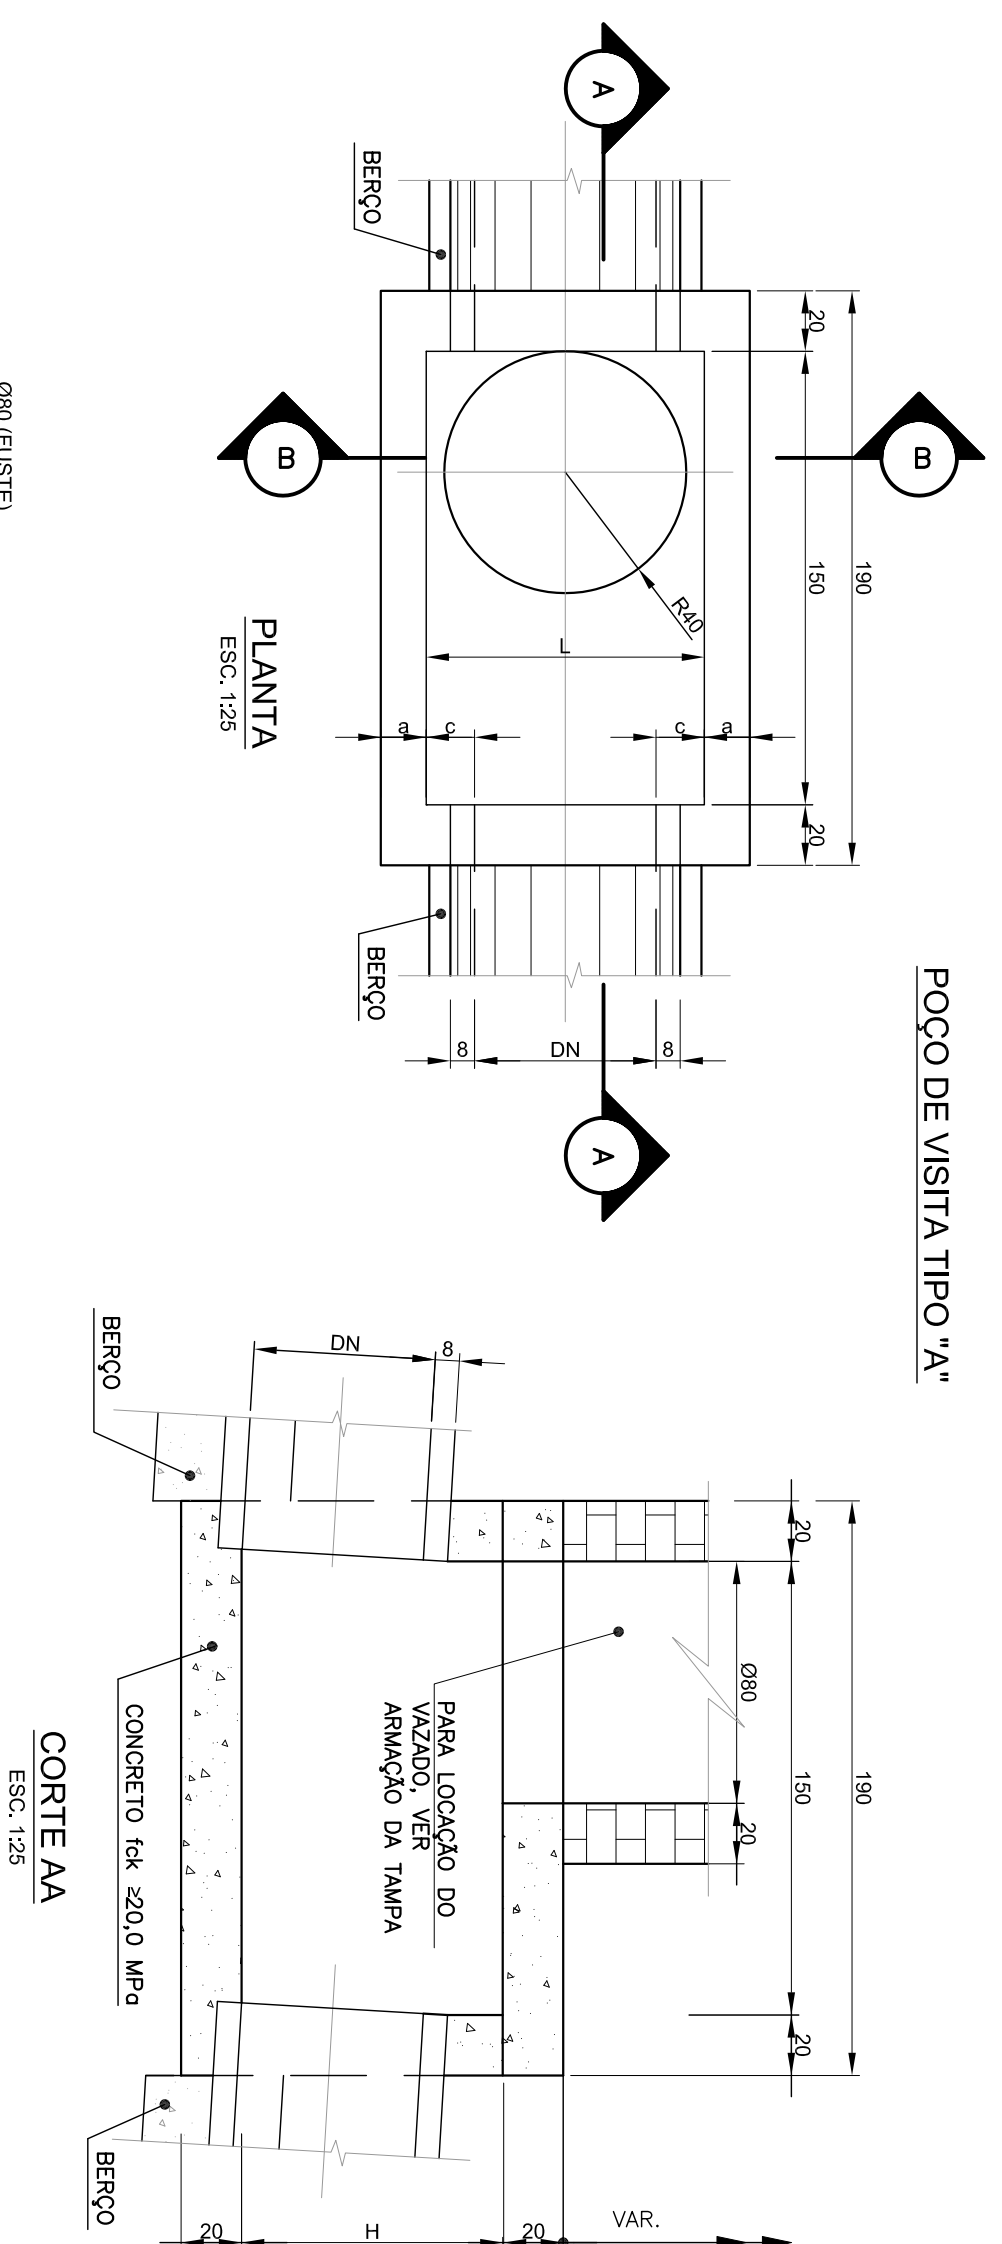 POÇO DE VISITA TIPO "A"
A
A
B
B
BERÇO
BERÇO
20
150
20
190
R40
L
a
c
c
a
8
DN
8
PLANTA
ESC. 1:25
Ø80 (FUSTE)
190
20
150
20
Ø80
20
DN
8
BERÇO
BERÇO
PARA LOCAÇÃO DO
VAZADO, VER
ARMAÇÃO DA TAMPA
CONCRETO fck ≥20,0 MPa
20
H
20
VAR.
CORTE AA
ESC. 1:25